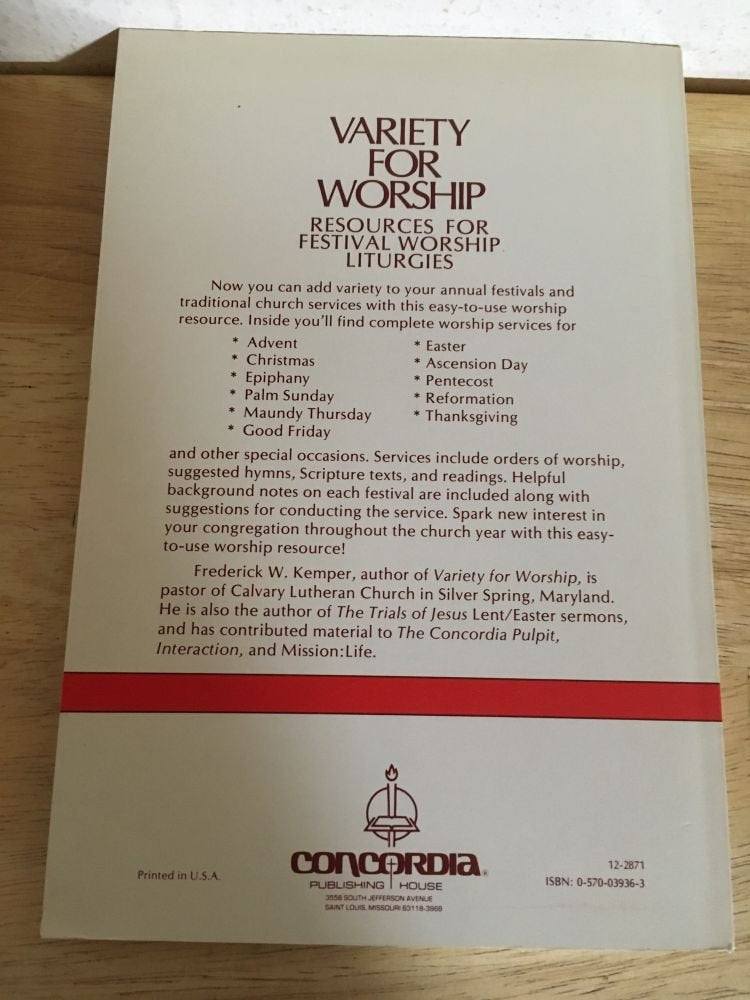 VARIETY
FOR
WORSHIP
RESOURCES FOR
FESTIVAL WORSHIP
LITURGIES
Now you can add variety to your annual festivals and
traditional church services with this easy-to-use worship
resource. Inside you'll find complete worship services for
* Advent
* Christmas
* Epiphany
* Palm Sunday
* Maundy Thursday
* Good Friday
* Easter
* Ascension Day
* Pentecost
* Reformation
* Thanksgiving
and other special occasions. Services include orders of worship,
suggested hymns, Scripture texts, and readings. Helpful
background notes on each festival are included along with
suggestions for conducting the service. Spark new interest in
your congregation throughout the church year with this easy-
to-use worship resource!
Frederick W. Kemper, author of Variety for Worship, is
pastor of Calvary Lutheran Church in Silver Spring, Maryland.
He is also the author of The Trials of Jesus Lent/Easter sermons,
and has contributed material to The Concordia Pulpit,
Interaction, and Mission:Life.
Printed in U.S.A.
CONCORDIA®
PUBLISHING HOUSE
3558 SOUTH JEFFERSON AVENUE
SAINT LOUIS, MISSOURI 63118-3968
12-2871
ISBN: 0-570-03936-3